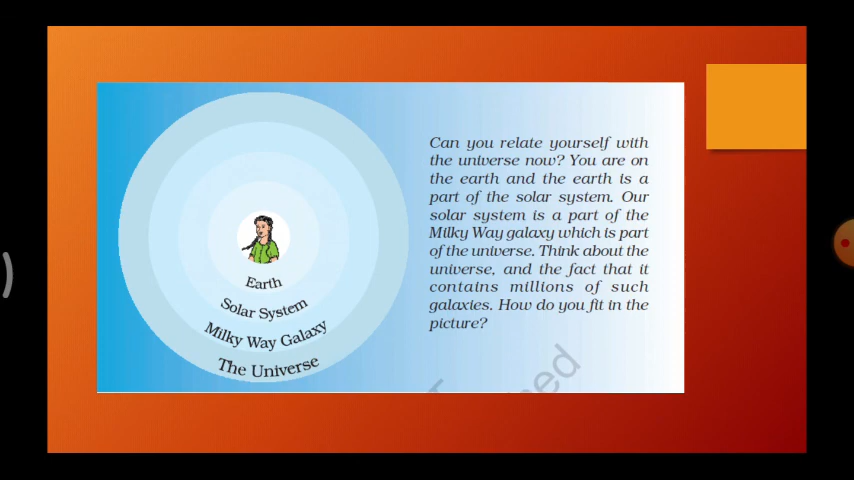 Can you relate yourself with
the universe now? You are on
the earth and the earth is a
part of the solar system. Our
solar system is a part of the
Milky Way galaxy which is part
of the universe. Think about the
universe, and the fact that it
contains millions of such
galaxies. How do you fit in the
picture?
Earth
Solar System
Milky Way Galaxy
The Universe